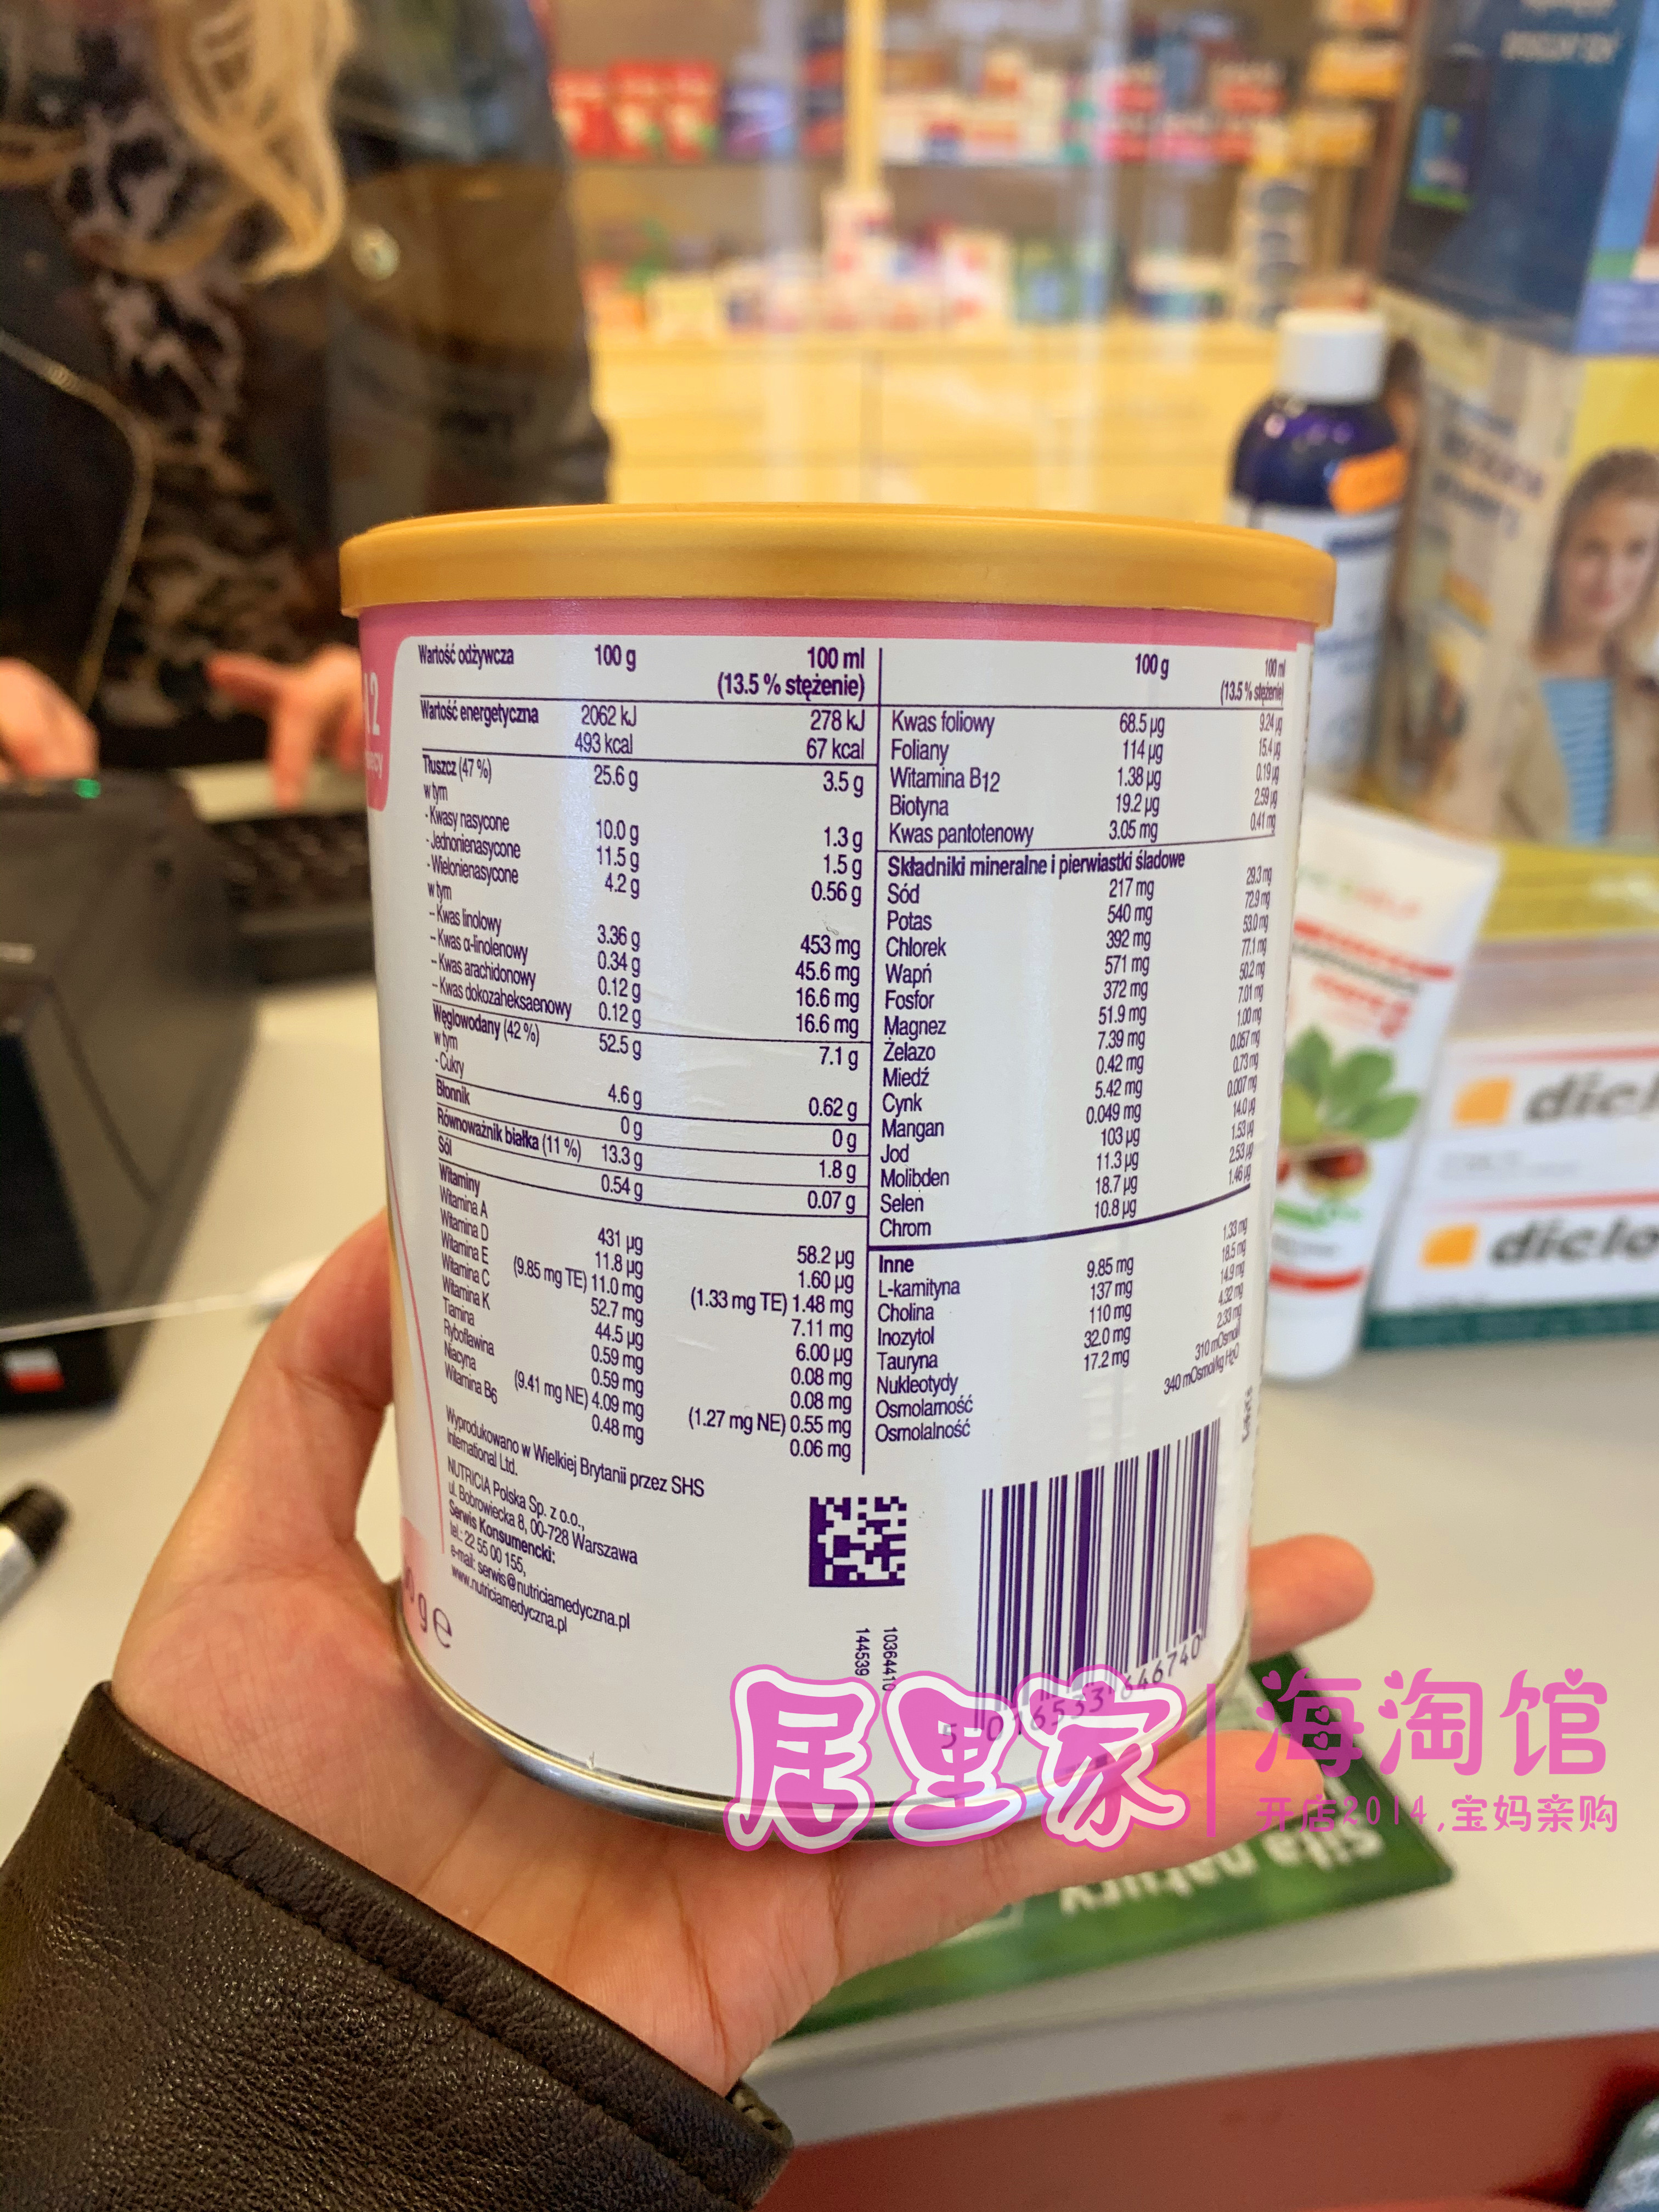 Wartość odżywcza 100 g 100 ml
(13.5 % stężenie)
Wartość energetyczna 2062 kJ 278 kJ
493 kcal 67 kcal
Tłuszcz (47 %) 25.6 g 3.5 g
w tym
- Kwasy nasycone 10.0 g 1.3 g
- Jednonienasycone 11.5 g 1.5 g
- Wielonienasycone 4.2 g 0.56 g
w tym
– Kwas linolowy 3.36 g 453 mg
– Kwas α-linolenowy 0.34 g 45.6 mg
– Kwas arachidonowy 0.12 g 16.6 mg
– Kwas dokozaheksaenowy 0.12 g 16.6 mg
Węglowodany (42 %) 52.5 g 7.1 g
w tym
- Cukry 4.6 g 0.62 g
Błonnik 0 g 0 g
Równoważnik białka (11 %) 13.3 g 1.8 g
Sól 0.54 g 0.07 g
Witaminy
Witamina A 431 µg 58.2 µg
Witamina D 11.8 µg 1.60 µg
Witamina E (9.85 mg TE) 11.0 mg (1.33 mg TE) 1.48 mg
Witamina C 52.7 mg 7.11 mg
Witamina K 44.5 µg 6.00 µg
Tiamina 0.59 mg 0.08 mg
Ryboflawina 0.59 mg 0.08 mg
Niacyna (9.41 mg NE) 4.09 mg (1.27 mg NE) 0.55 mg
Witamina B6 0.48 mg 0.06 mg
Wyprodukowano w Wielkiej Brytanii przez SHS
International Ltd.
NUTRICIA Polska Sp. z o.o.,
ul. Bobrowiecka 8, 00-728 Warszawa
Serwis Konsumencki:
tel.: 22 55 00 155,
e-mail: serwis@nutriciamedyczna.pl
www.nutriciamedyczna.pl
100 g 100 ml
(13.5 % stężenie)
Kwas foliowy 68.5 µg 9.24 µg
Foliany 114 µg 15.4 µg
Witamina B12 1.38 µg 0.19 µg
Biotyna 19.2 µg 2.59 µg
Kwas pantotenowy 3.05 mg 0.41 mg
Składniki mineralne i pierwiastki śladowe
Sód 217 mg 29.3 mg
Potas 540 mg 72.9 mg
Chlorek 392 mg 53.0 mg
Wapń 571 mg 77.1 mg
Fosfor 372 mg 50.2 mg
Magnez 51.9 mg 7.01 mg
Żelazo 7.39 mg 1.00 mg
Miedź 0.42 mg 0.057 mg
Cynk 5.42 mg 0.73 mg
Mangan 0.049 mg 0.007 mg
Jod 103 µg 14.0 µg
Molibden 11.3 µg 1.53 µg
Selen 18.7 µg 2.53 µg
Chrom 10.8 µg 1.46 µg
Inne
L-karnityna 9.85 mg 1.33 mg
Cholina 137 mg 18.5 mg
Inozytol 110 mg 14.9 mg
Tauryna 32.0 mg 4.32 mg
Nukleotydy 17.2 mg 2.33 mg
Osmolarność 310 mOsmol/l
Osmolalność 340 mOsmol/kg H2O
144539
5 016533 646740
g e
12
diclo
Siła natury
居里家
海淘馆
开店2014,宝妈亲购